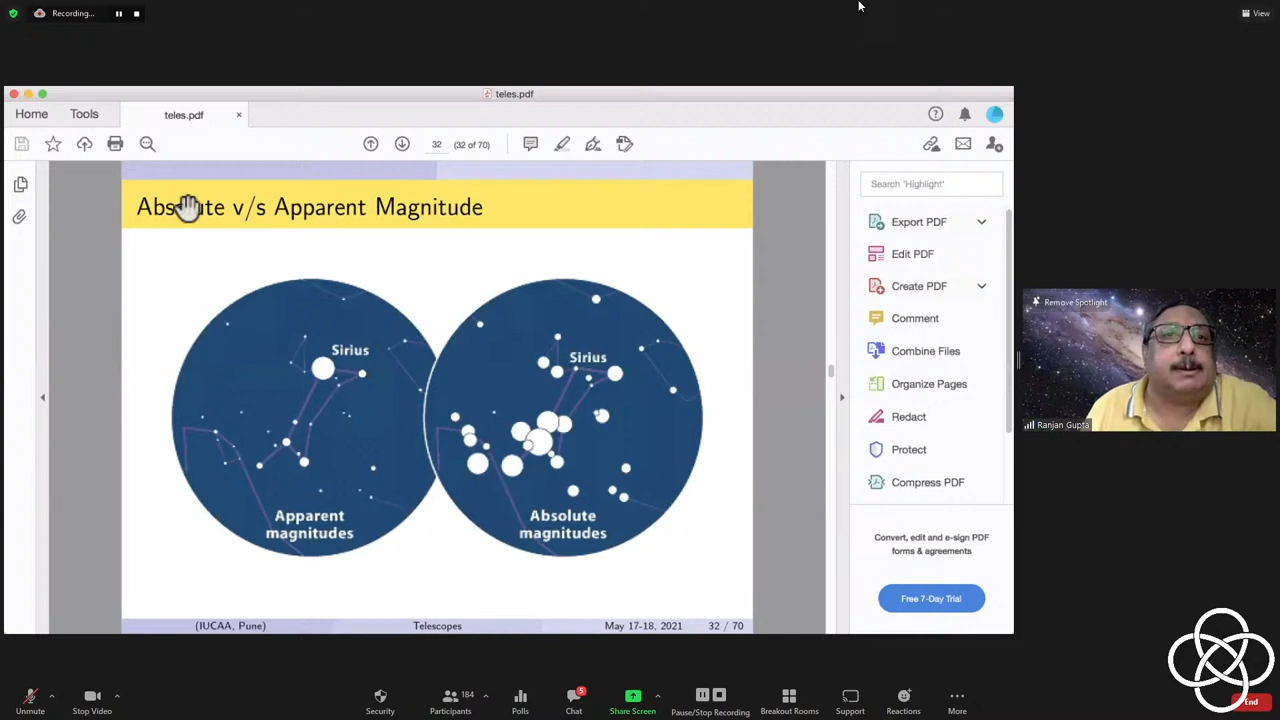 Recording...
View
teles.pdf
Home
Tools
teles.pdf
×
32
(32 of 70)
Absolute v/s Apparent Magnitude
Sirius
Apparent
magnitudes
Sirius
Absolute
magnitudes
(IUCAA, Pune)
Telescopes
May 17-18, 2021
32 / 70
Search 'Highlight'
Export PDF
Edit PDF
Create PDF
Comment
Combine Files
Organize Pages
Redact
Protect
Compress PDF
Convert, edit and e-sign PDF
forms & agreements
Free 7-Day Trial
Remove Spotlight
Ranjan Gupta
Unmute
Stop Video
Security
Participants
184
Polls
Chat
5
Share Screen
Pause/Stop Recording
Breakout Rooms
Support
Reactions
More
End